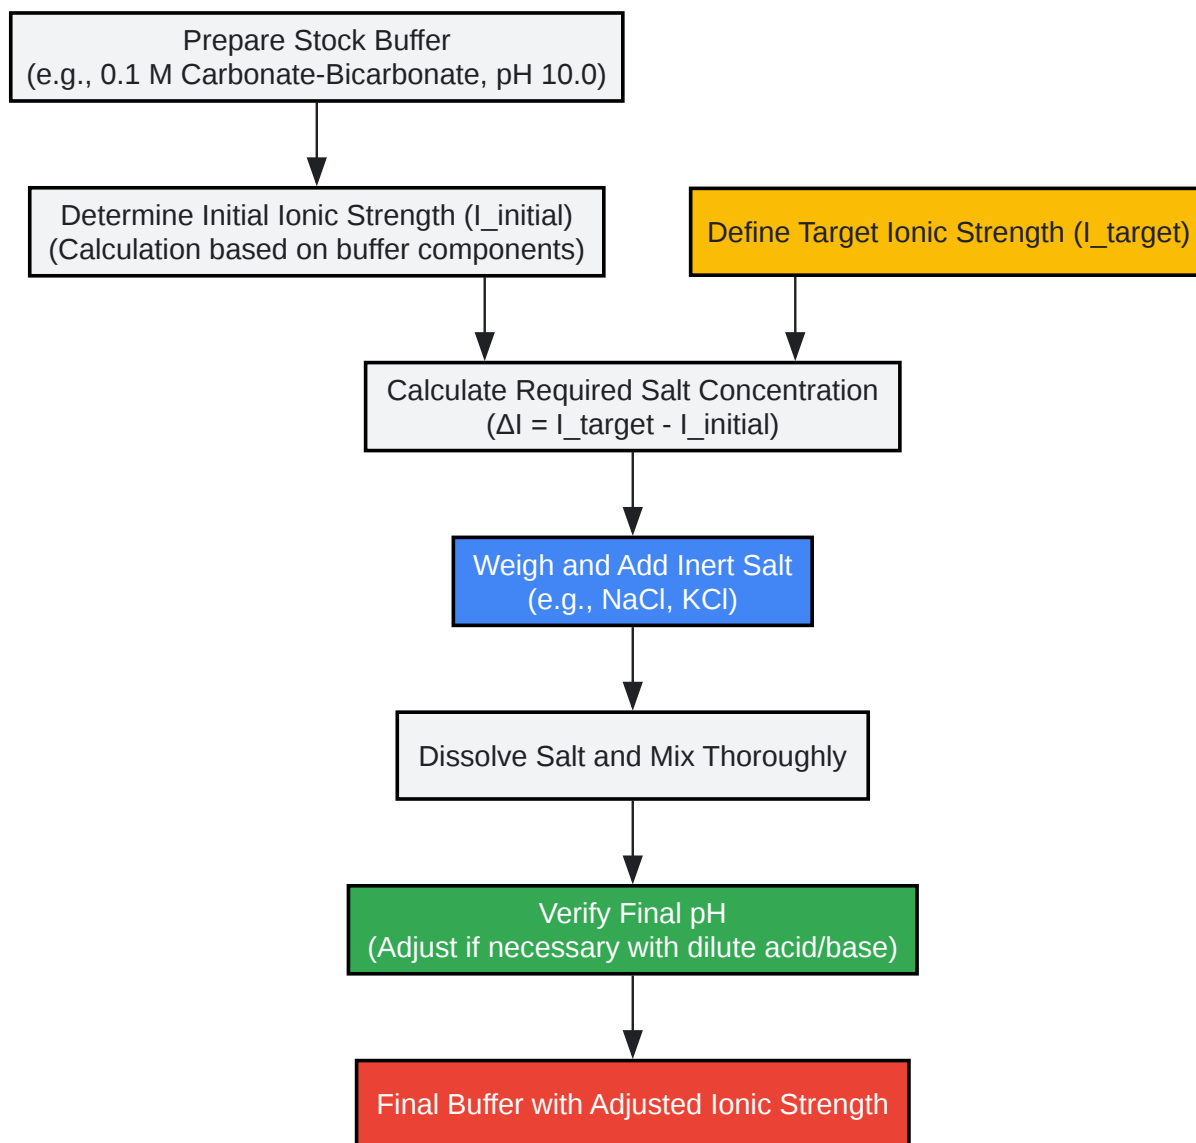 Prepare Stock Buffer
(e.g., 0.1 M Carbonate-Bicarbonate, pH 10.0)
Determine Initial Ionic Strength (I_initial)
(Calculation based on buffer components)
Define Target Ionic Strength (I_target)
Calculate Required Salt Concentration
(ΔI = I_target - I_initial)
Weigh and Add Inert Salt
(e.g., NaCl, KCl)
Dissolve Salt and Mix Thoroughly
Verify Final pH
(Adjust if necessary with dilute acid/base)
Final Buffer with Adjusted Ionic Strength